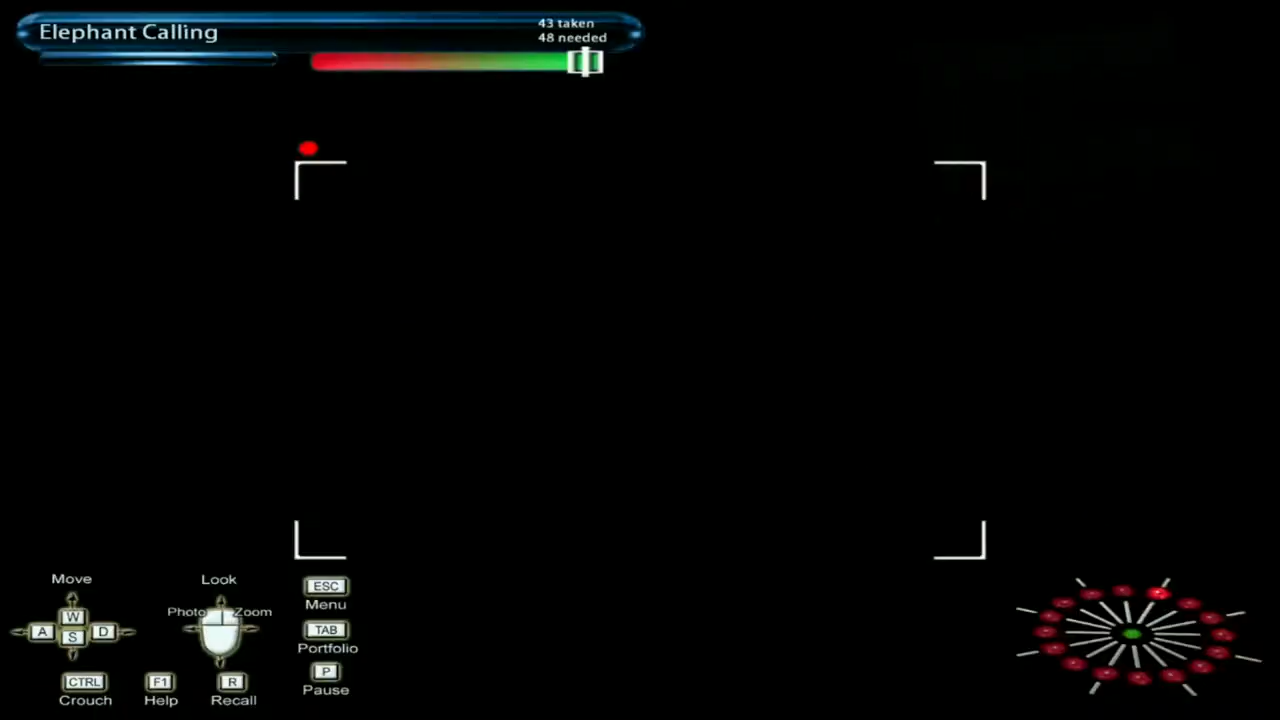 Elephant Calling
43 taken
48 needed
Move
Look
ESC
Menu
Photo
Zoom
W
A
S
D
TAB
Portfolio
P
Pause
CTRL
Crouch
F1
Help
R
Recall